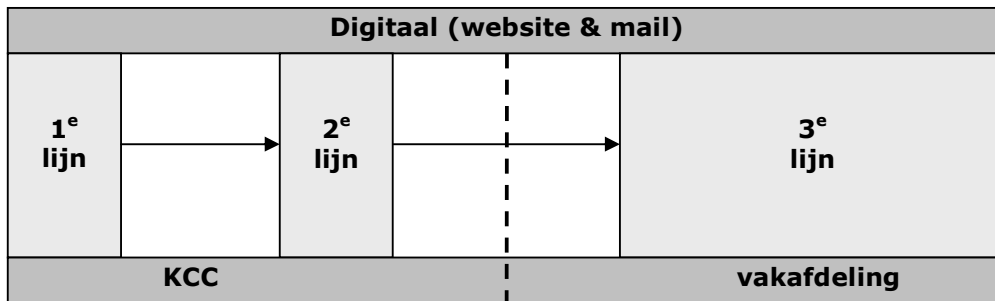 Digitaal (website & mail)
1e
lijn
2e
lijn
3e
lijn
KCC
vakafdeling